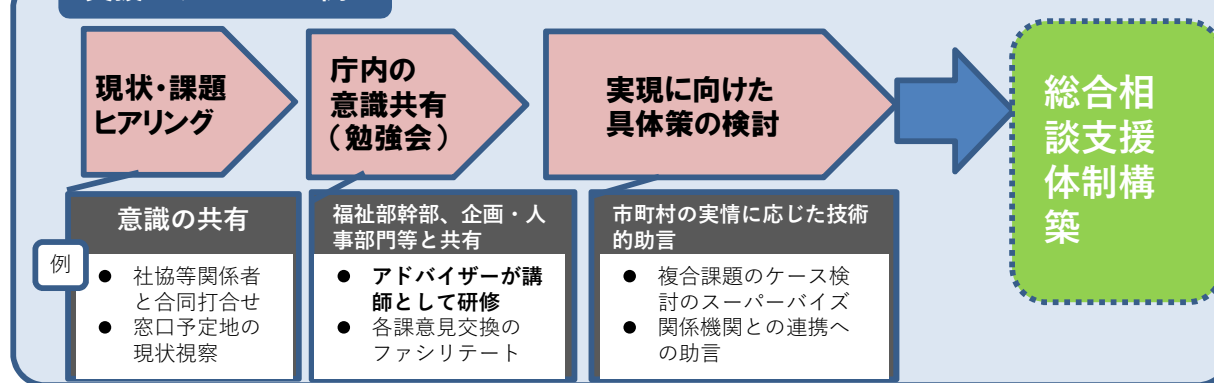 現状・課題
ヒアリング
庁内の
意識共有
（勉強会）
実現に向けた
具体策の検討
総合相
談支援
体制構
築
意識の共有
例
● 社協等関係者
と合同打合せ
● 窓口予定地の
現状視察
福祉部幹部、企画・人
事部門等と共有
● アドバイザーが講
師として研修
● 各課意見交換の
ファシリテート
市町村の実情に応じた技術
的助言
● 複合課題のケース検
討のスーパーバイズ
● 関係機関との連携へ
の助言